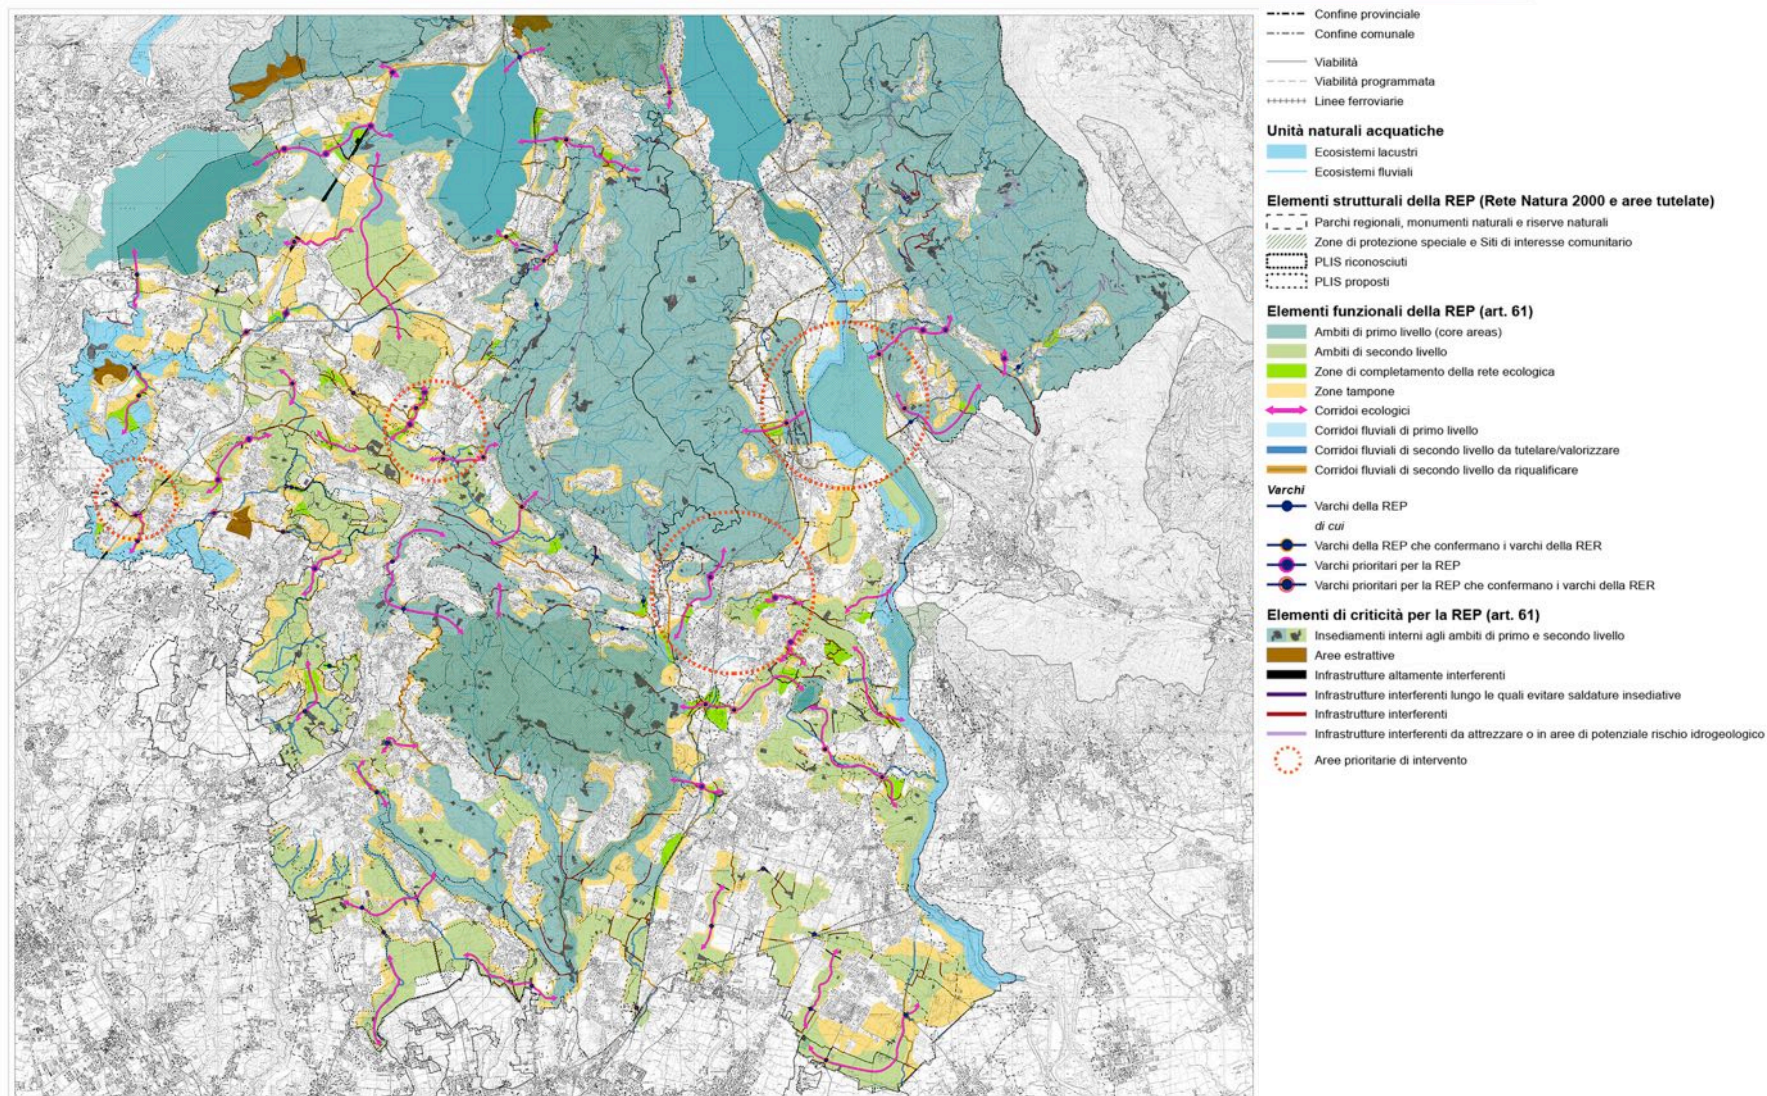 Confine provinciale
Confine comunale
Viabilità
Viabilità programmata
Linee ferroviarie
Unità naturali acquatiche
Ecosistemi lacustri
Ecosistemi fluviali
Elementi strutturali della REP (Rete Natura 2000 e aree tutelate)
Parchi regionali, monumenti naturali e riserve naturali
Zone di protezione speciale e Siti di interesse comunitario
PLIS riconosciuti
PLIS proposti
Elementi funzionali della REP (art. 61)
Ambiti di primo livello (core areas)
Ambiti di secondo livello
Zone di completamento della rete ecologica
Zone tampone
Corridoi ecologici
Corridoi fluviali di primo livello
Corridoi fluviali di secondo livello da tutelare/valorizzare
Corridoi fluviali di secondo livello da riqualificare
Varchi
Varchi della REP
di cui
Varchi della REP che confermano i varchi della RER
Varchi prioritari per la REP
Varchi prioritari per la REP che confermano i varchi della RER
Elementi di criticità per la REP (art. 61)
Insediamenti interni agli ambiti di primo e secondo livello
Aree estrattive
Infrastrutture altamente interferenti
Infrastrutture interferenti lungo le quali evitare saldature insediative
Infrastrutture interferenti
Infrastrutture interferenti da attrezzare o in aree di potenziale rischio idrogeologico
Aree prioritarie di intervento